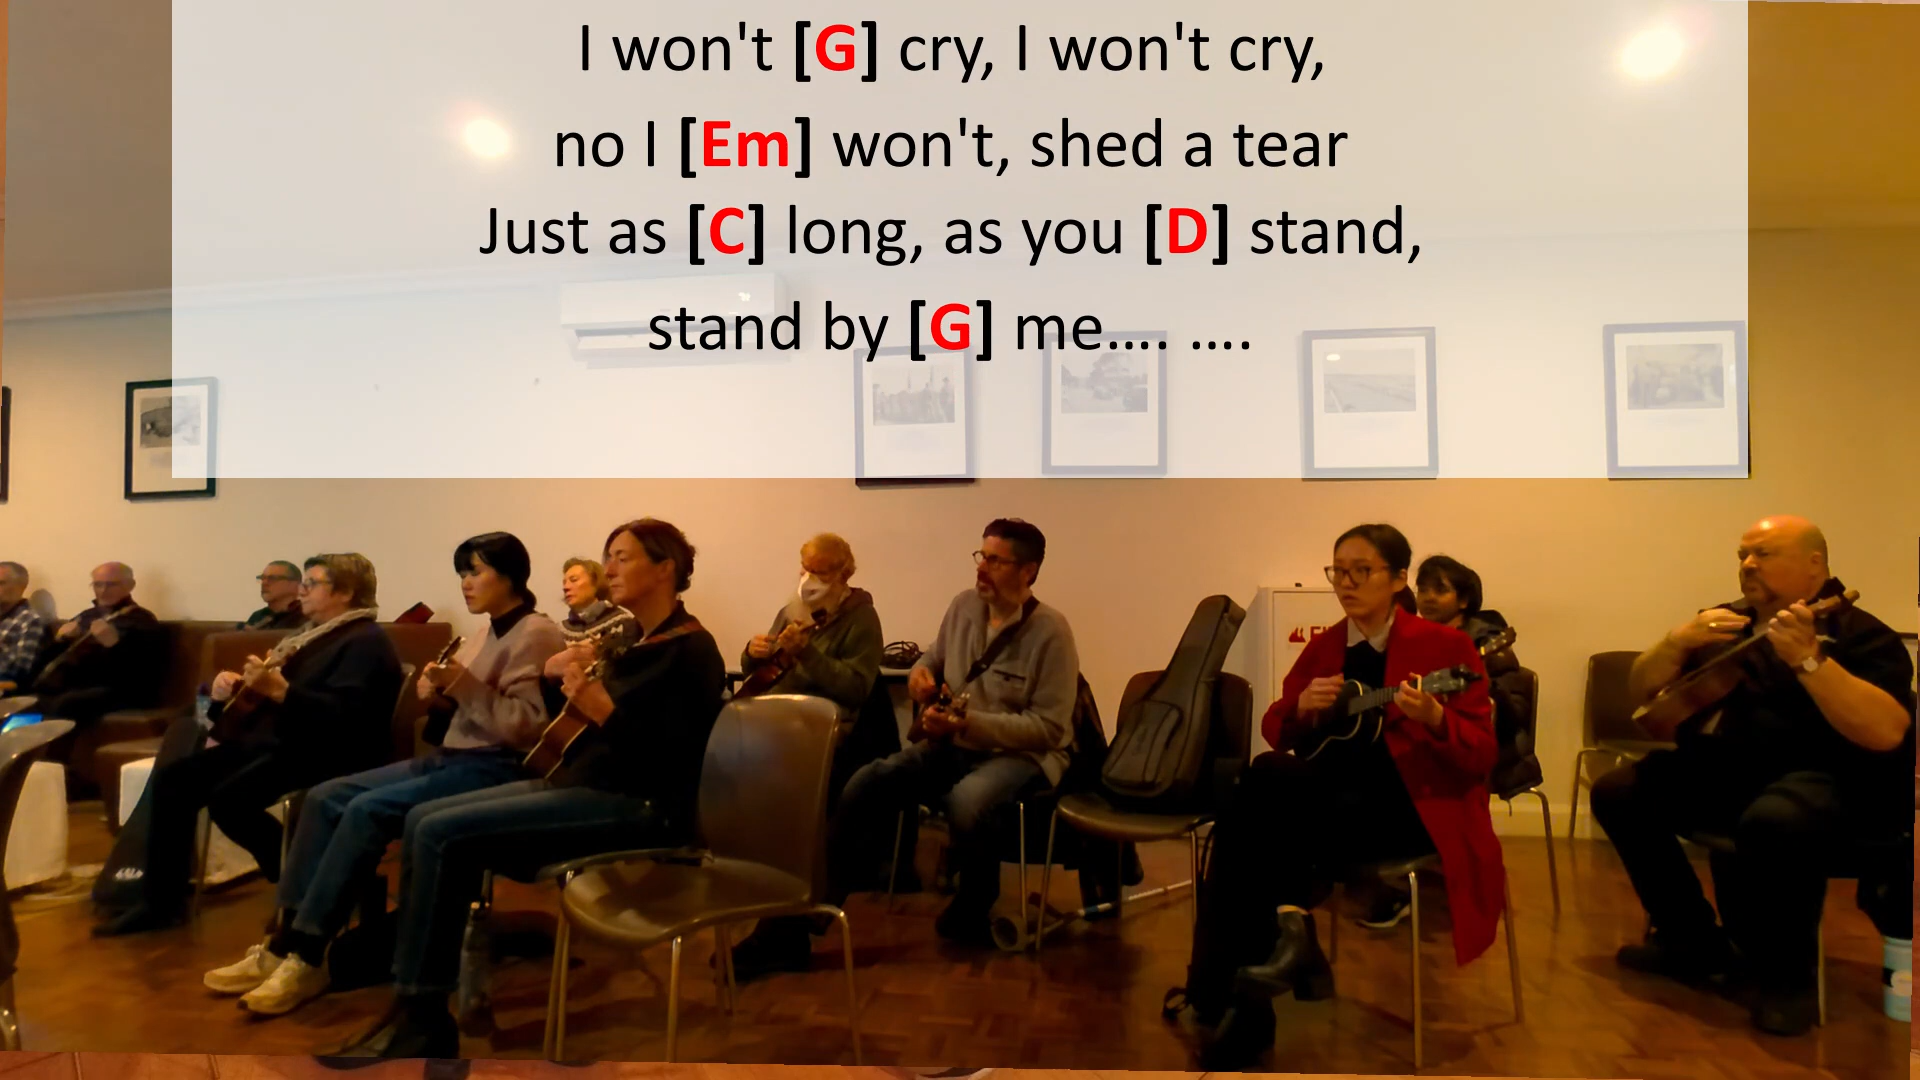 I won't [G] cry, I won't cry,
no I [Em] won't, shed a tear
Just as [C] long, as you [D] stand,
stand by [G] me.... ....